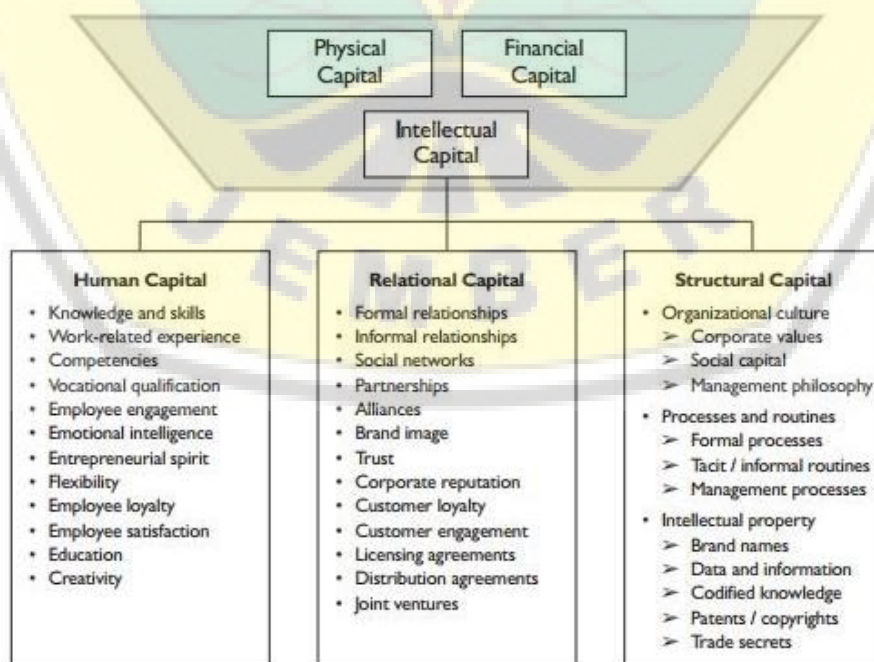 Physical
Capital
Financial
Capital
Intellectual
Capital
JEMBER
Human Capital
• Knowledge and skills
• Work-related experience
• Competencies
• Vocational qualification
• Employee engagement
• Emotional intelligence
• Entrepreneurial spirit
• Flexibility
• Employee loyalty
• Employee satisfaction
• Education
• Creativity
Relational Capital
• Formal relationships
• Informal relationships
• Social networks
• Partnerships
• Alliances
• Brand image
• Trust
• Corporate reputation
• Customer loyalty
• Customer engagement
• Licensing agreements
• Distribution agreements
• Joint ventures
Structural Capital
• Organizational culture
➢ Corporate values
➢ Social capital
➢ Management philosophy
• Processes and routines
➢ Formal processes
➢ Tacit / informal routines
➢ Management processes
• Intellectual property
➢ Brand names
➢ Data and information
➢ Codified knowledge
➢ Patents / copyrights
➢ Trade secrets